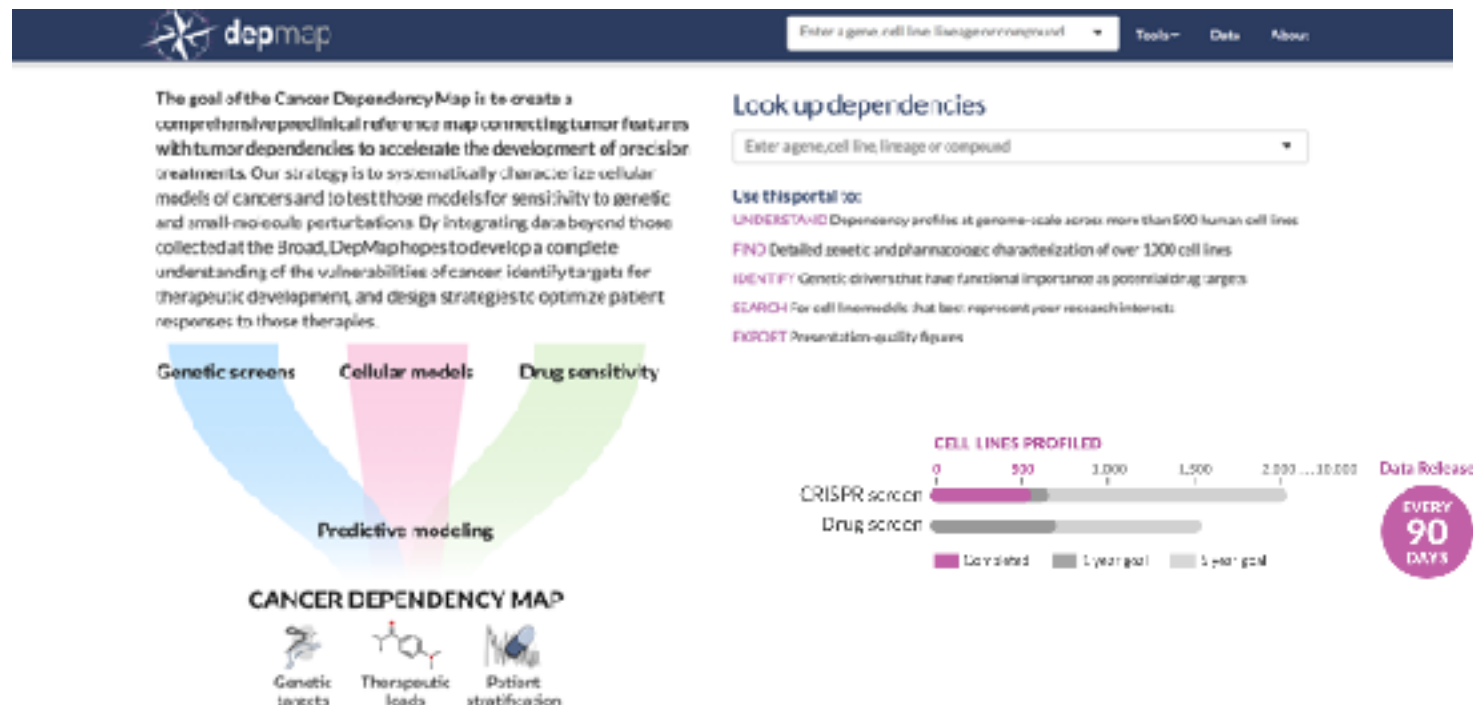 depmap
Enter a gene, cell line, lineage or compound
Tools
Data
About
The goal of the Cancer Dependency Map is to create a
comprehensive preclinical reference map connecting tumor features
with tumor dependencies to accelerate the development of precision
treatments. Our strategy is to systematically characterize cellular
models of cancers and to test those models for sensitivity to genetic
and small-molecule perturbations. By integrating data beyond those
collected at the Broad, DepMap hopes to develop a complete
understanding of the vulnerabilities of cancer identify targets for
therapeutic development, and design strategies to optimize patient
responses to those therapies.
Genetic screens
Cellular models
Drug sensitivity
Predictive modeling
CANCER DEPENDENCY MAP
Genetic
targets
Therapeutic
leads
Patient
stratification
Look up dependencies
Enter a gene, cell line, lineage or compound
Use this portal to:
UNDERSTAND Dependency profiles at genome-scale across more than 500 human cell lines
FIND Detailed genetic and pharmacologic characterization of over 1000 cell lines
IDENTIFY Genetic drivers that have functional importance as potential drug targets
SEARCH For cell line models that best represent your research interests
EXPORT Presentation-quality figures
CELL LINES PROFILED
0 500 1,000 1,500 2,000 ... 10,000
CRISPR screen
Drug screen
Completed
1 year goal
5 year goal
Data Release
EVERY
90
DAYS